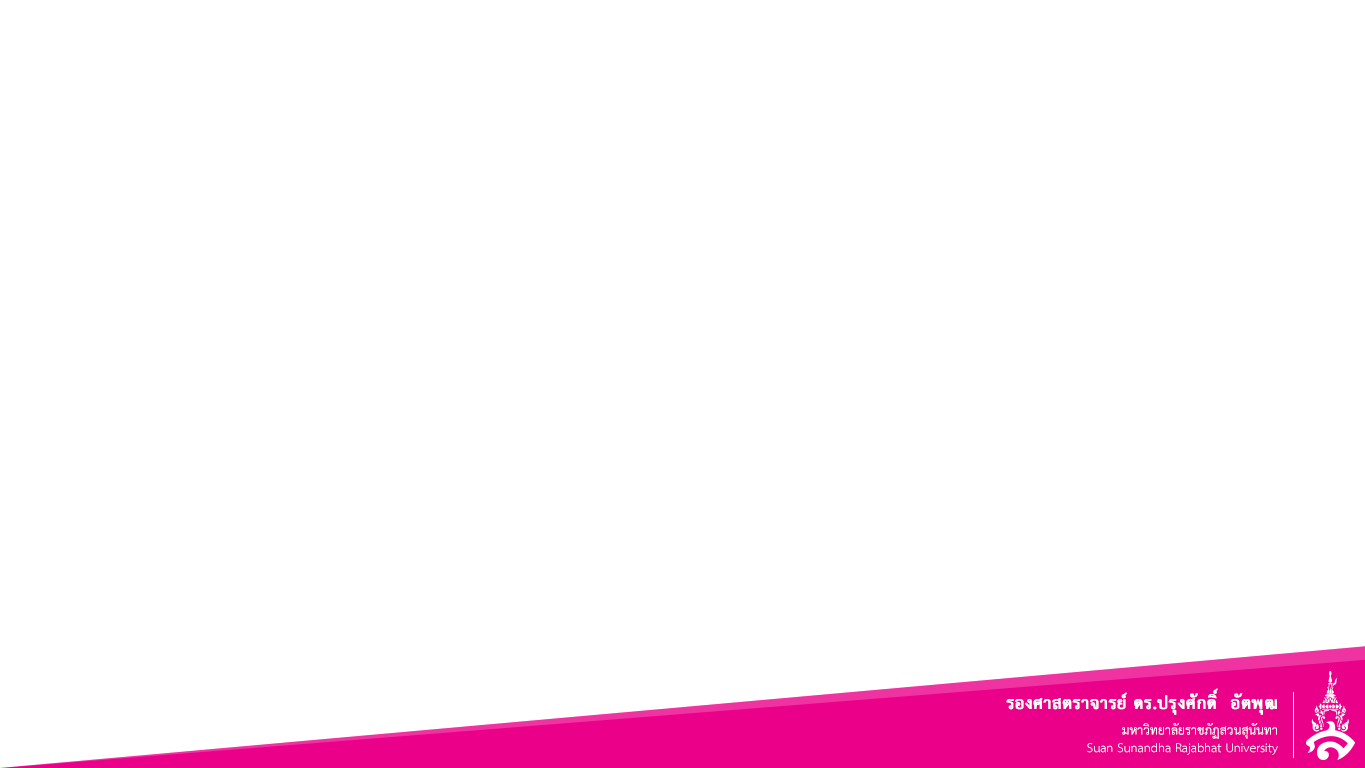 รองศาสตราจารย์ ดร.ปรุงศักดิ์  อัตพุฒ
มหาวิทยาลัยราชภัฏสวนสุนันทา
Suan Sunandha Rajabhat University